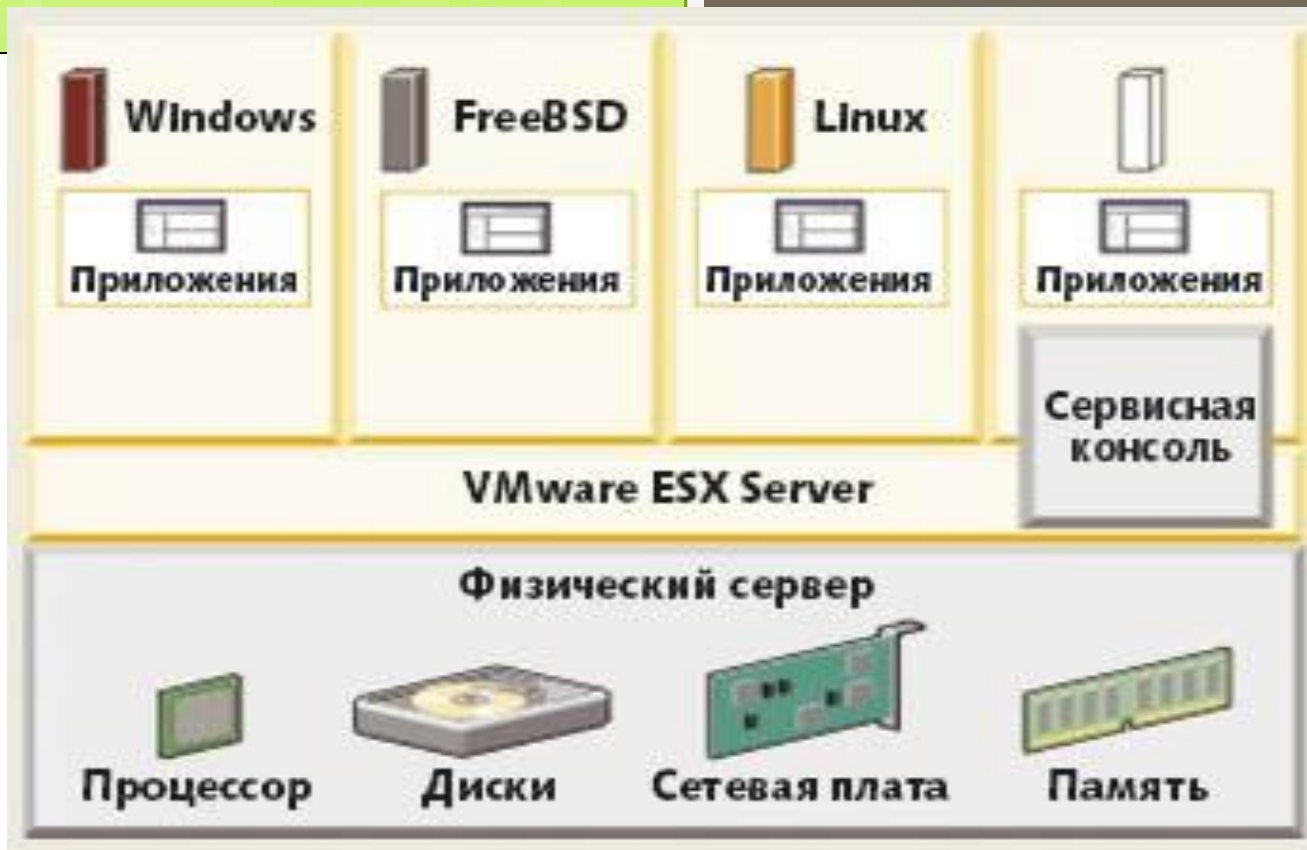 Windows
FreeBSD
Linux
Приложения
Приложения
Приложения
Приложения
Сервисная
консоль
VMware ESX Server
Физический сервер
Процессор
Диски
Сетевая плата
Память